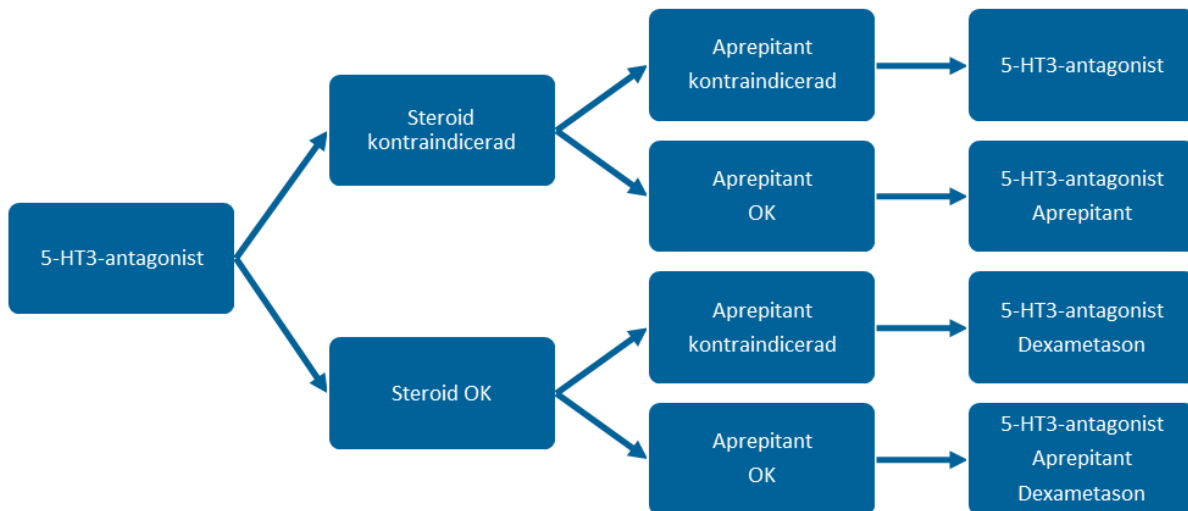 5-HT3-antagonist
Steroid
kontraindicerad
Steroid OK
Aprepitant
kontraindicerad
Aprepitant
OK
Aprepitant
kontraindicerad
Aprepitant
OK
5-HT3-antagonist
5-HT3-antagonist
Aprepitant
5-HT3-antagonist
Dexametason
5-HT3-antagonist
Aprepitant
Dexametason